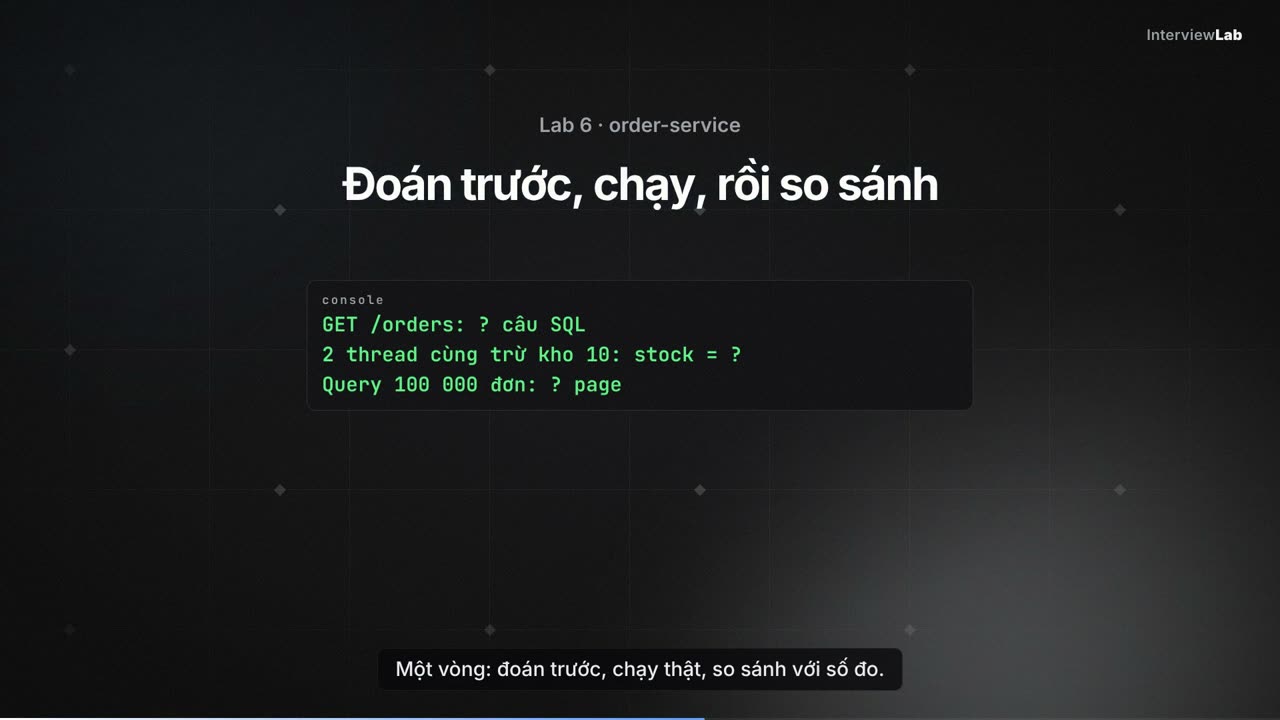 InterviewLab
Lab 6 · order-service
Đoán trước, chạy, rồi so sánh
console
GET /orders: ? câu SQL
2 thread cùng trừ kho 10: stock = ?
Query 100 000 đơn: ? page
Một vòng: đoán trước, chạy thật, so sánh với số đo.